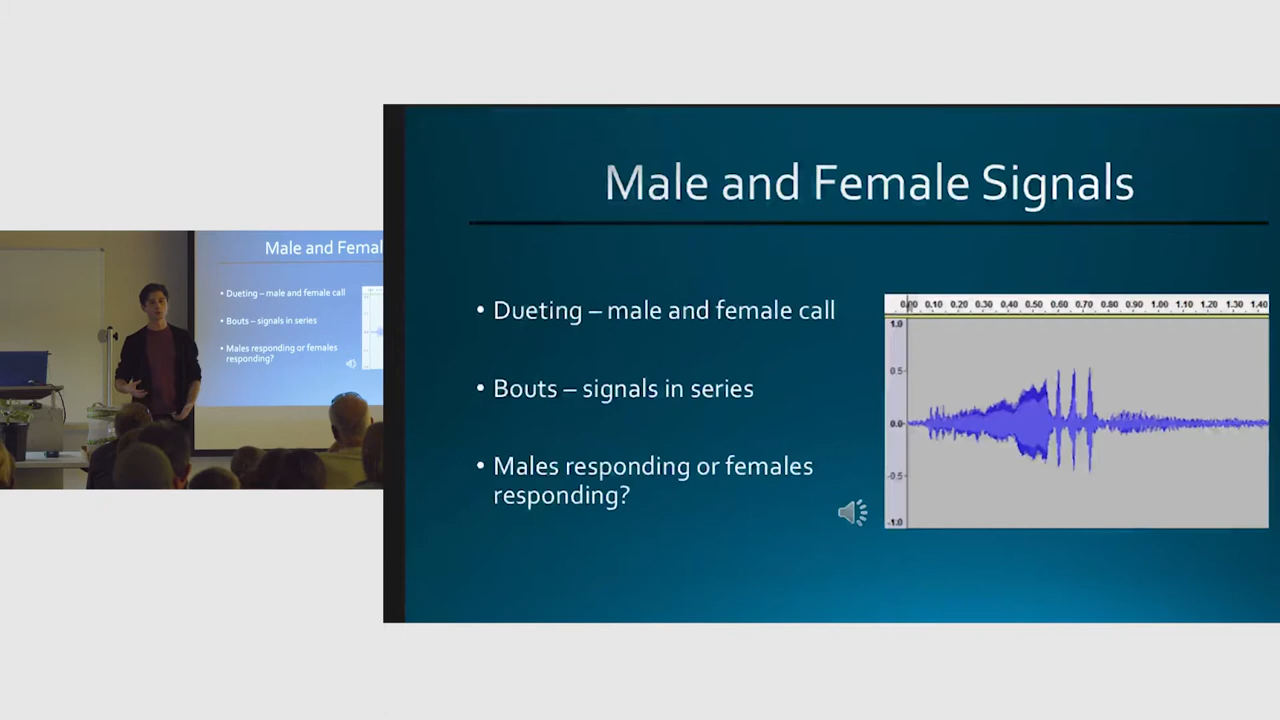 Male and Female Signals
• Dueting – male and female call
• Bouts – signals in series
• Males responding or females
responding?
0.00 0.10 0.20 0.30 0.40 0.50 0.60 0.70 0.80 0.90 1.00 1.10 1.20 1.30 1.40
1.0
0.5
0.0
-0.5
-1.0
Male and Femal
• Dueting – male and female call
• Bouts – signals in series
• Males responding or females
responding?